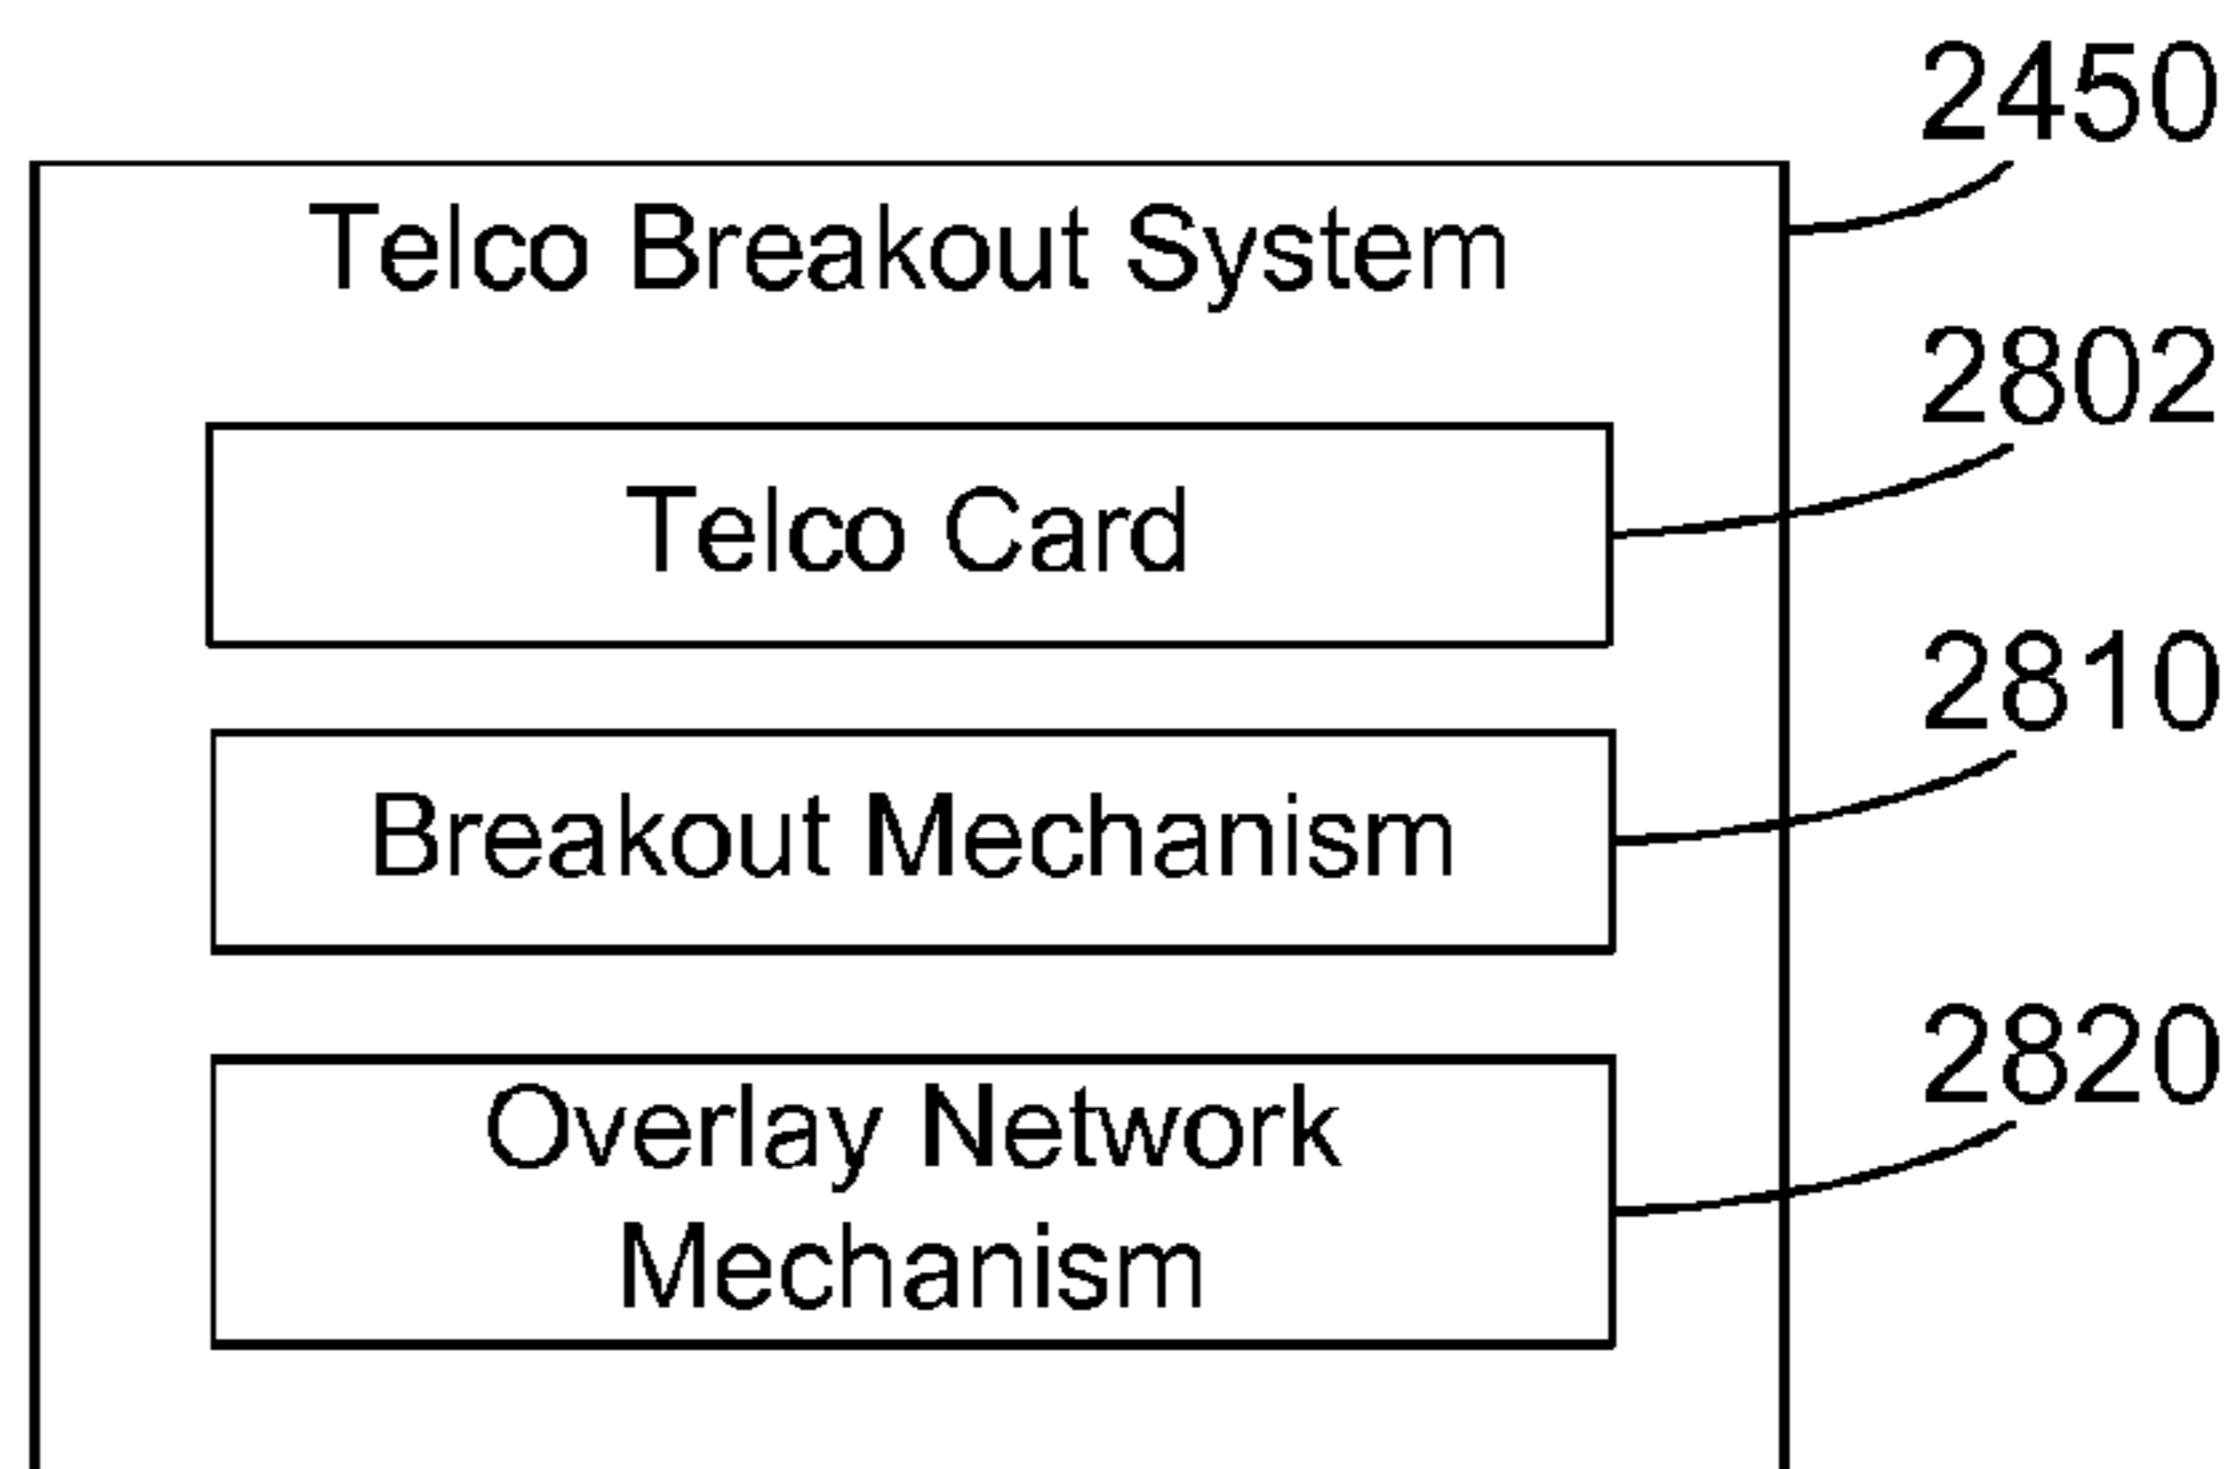 2450
Telco Breakout System
2802
Telco Card
2810
Breakout Mechanism
2820
Overlay Network
Mechanism